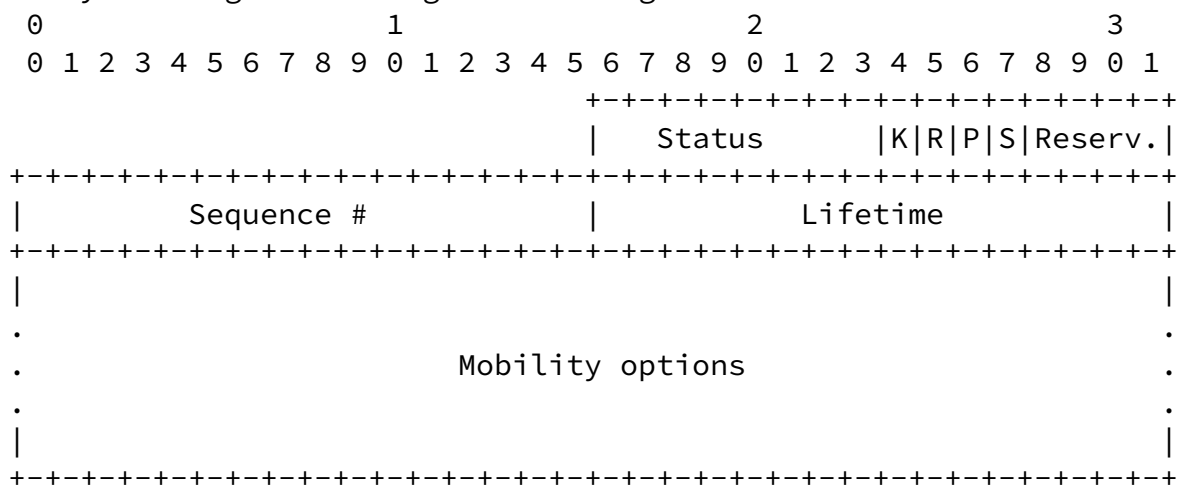 0                   1                   2                   3
 0 1 2 3 4 5 6 7 8 9 0 1 2 3 4 5 6 7 8 9 0 1 2 3 4 5 6 7 8 9 0 1
                                +-+-+-+-+-+-+-+-+-+-+-+-+-+-+-+-+
                                |   Status      |K|R|P|S|Reserv.|
+-+-+-+-+-+-+-+-+-+-+-+-+-+-+-+-+-+-+-+-+-+-+-+-+-+-+-+-+-+-+-+-+
|         Sequence #            |           Lifetime            |
+-+-+-+-+-+-+-+-+-+-+-+-+-+-+-+-+-+-+-+-+-+-+-+-+-+-+-+-+-+-+-+-+
|                                                               |
.                                                               .
.                        Mobility options                       .
.                                                               .
|                                                               |
+-+-+-+-+-+-+-+-+-+-+-+-+-+-+-+-+-+-+-+-+-+-+-+-+-+-+-+-+-+-+-+-+